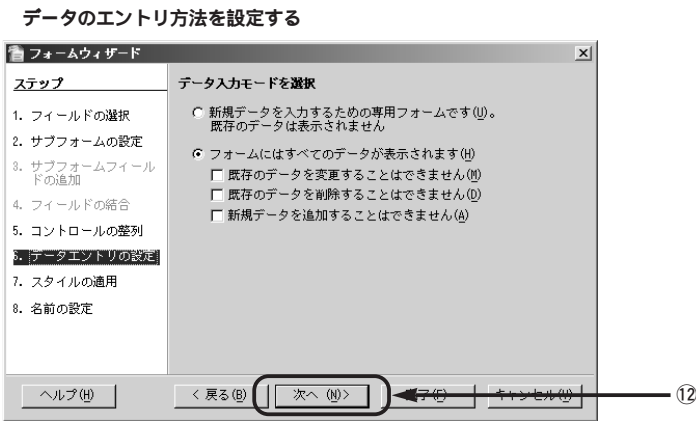 データのエントリ方法を設定する
フォームウィザード
ステップ
1. フィールドの選択
2. サブフォームの設定
3. サブフォームフィール
ドの追加
4. フィールドの結合
5. コントロールの整列
6. データエントリの設定
7. スタイルの適用
8. 名前の設定
データ入力モードを選択
新規データを入力するための専用フォームです(U)。
既存のデータは表示されません
フォームにはすべてのデータが表示されます(H)
既存のデータを変更することはできません(M)
既存のデータを削除することはできません(D)
新規データを追加することはできません(A)
ヘルプ(H)
< 戻る(B)
次へ (N)>
完了(F)
キャンセル(U)
⑫